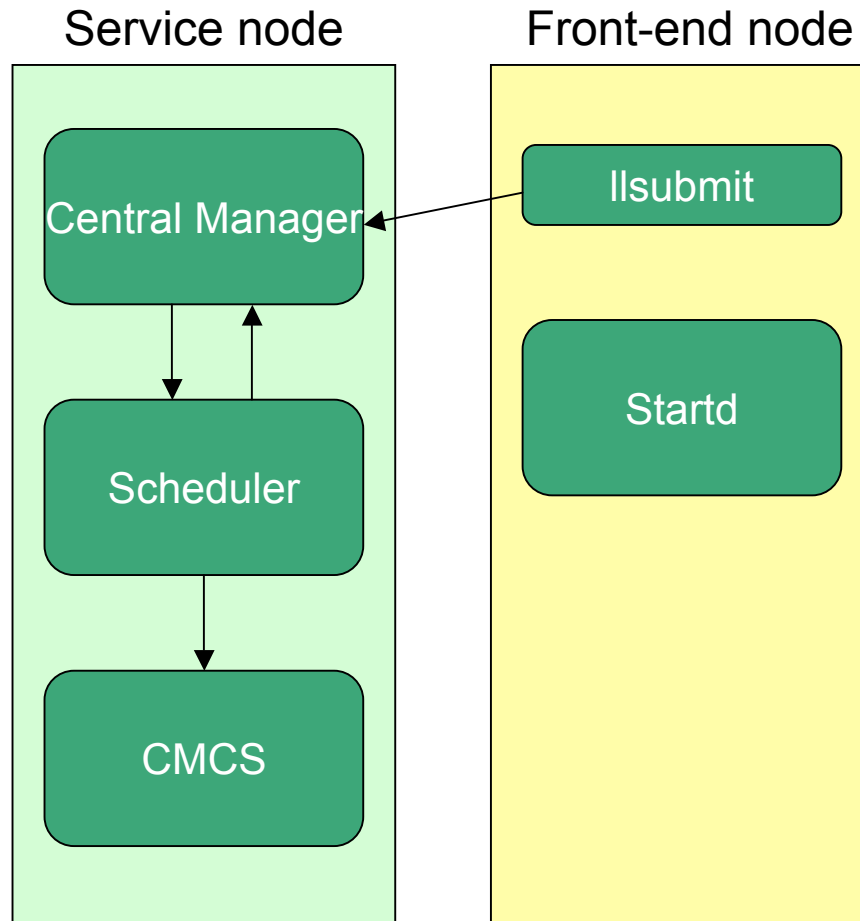 Service node
Front-end node
Central Manager
llsubmit
Startd
Scheduler
CMCS